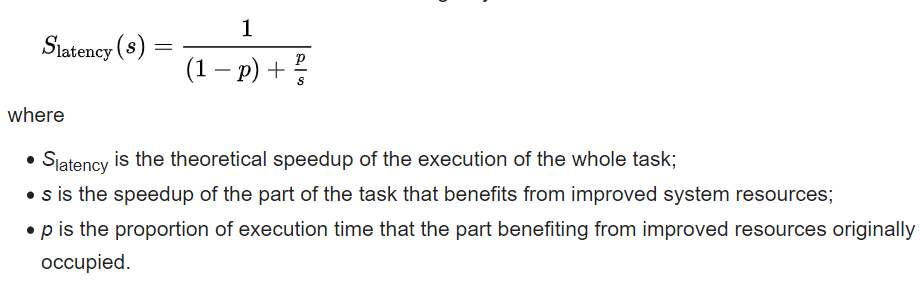 S_latency(s) = 1 / ((1 − p) + p/s)
where
• S_latency is the theoretical speedup of the execution of the whole task;
• s is the speedup of the part of the task that benefits from improved system resources;
• p is the proportion of execution time that the part benefiting from improved resources originally
occupied.